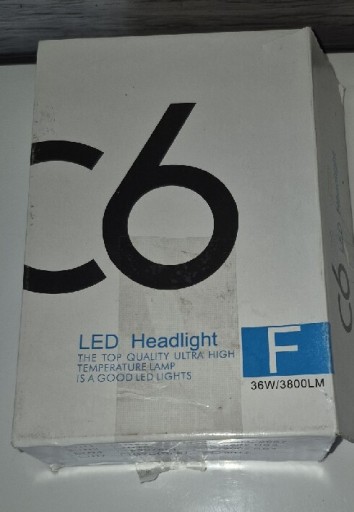 C6
LED Headlight
THE TOP QUALITY ULTRA HIGH
TEMPERATURE LAMP
IS A GOOD LED LIGHTS
F
36W/3800LM
C6